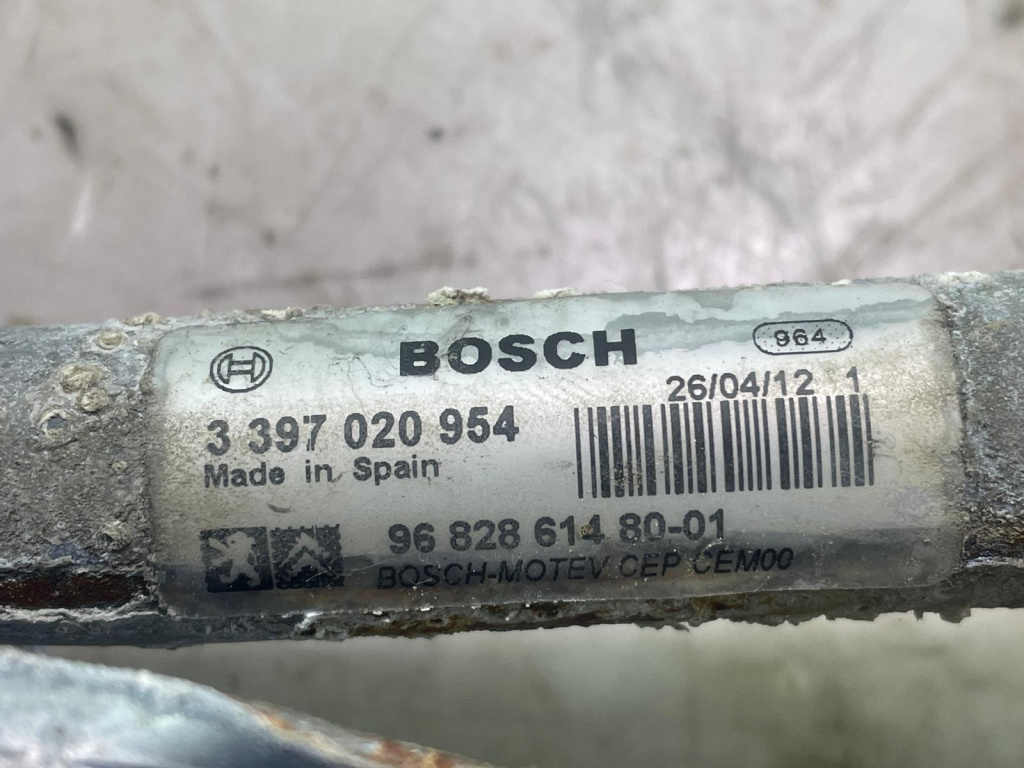 BOSCH
964
26/04/12 1
3 397 020 954
Made in Spain
96 828 614 80-01
BOSCH-MOTEV CEP CEM00